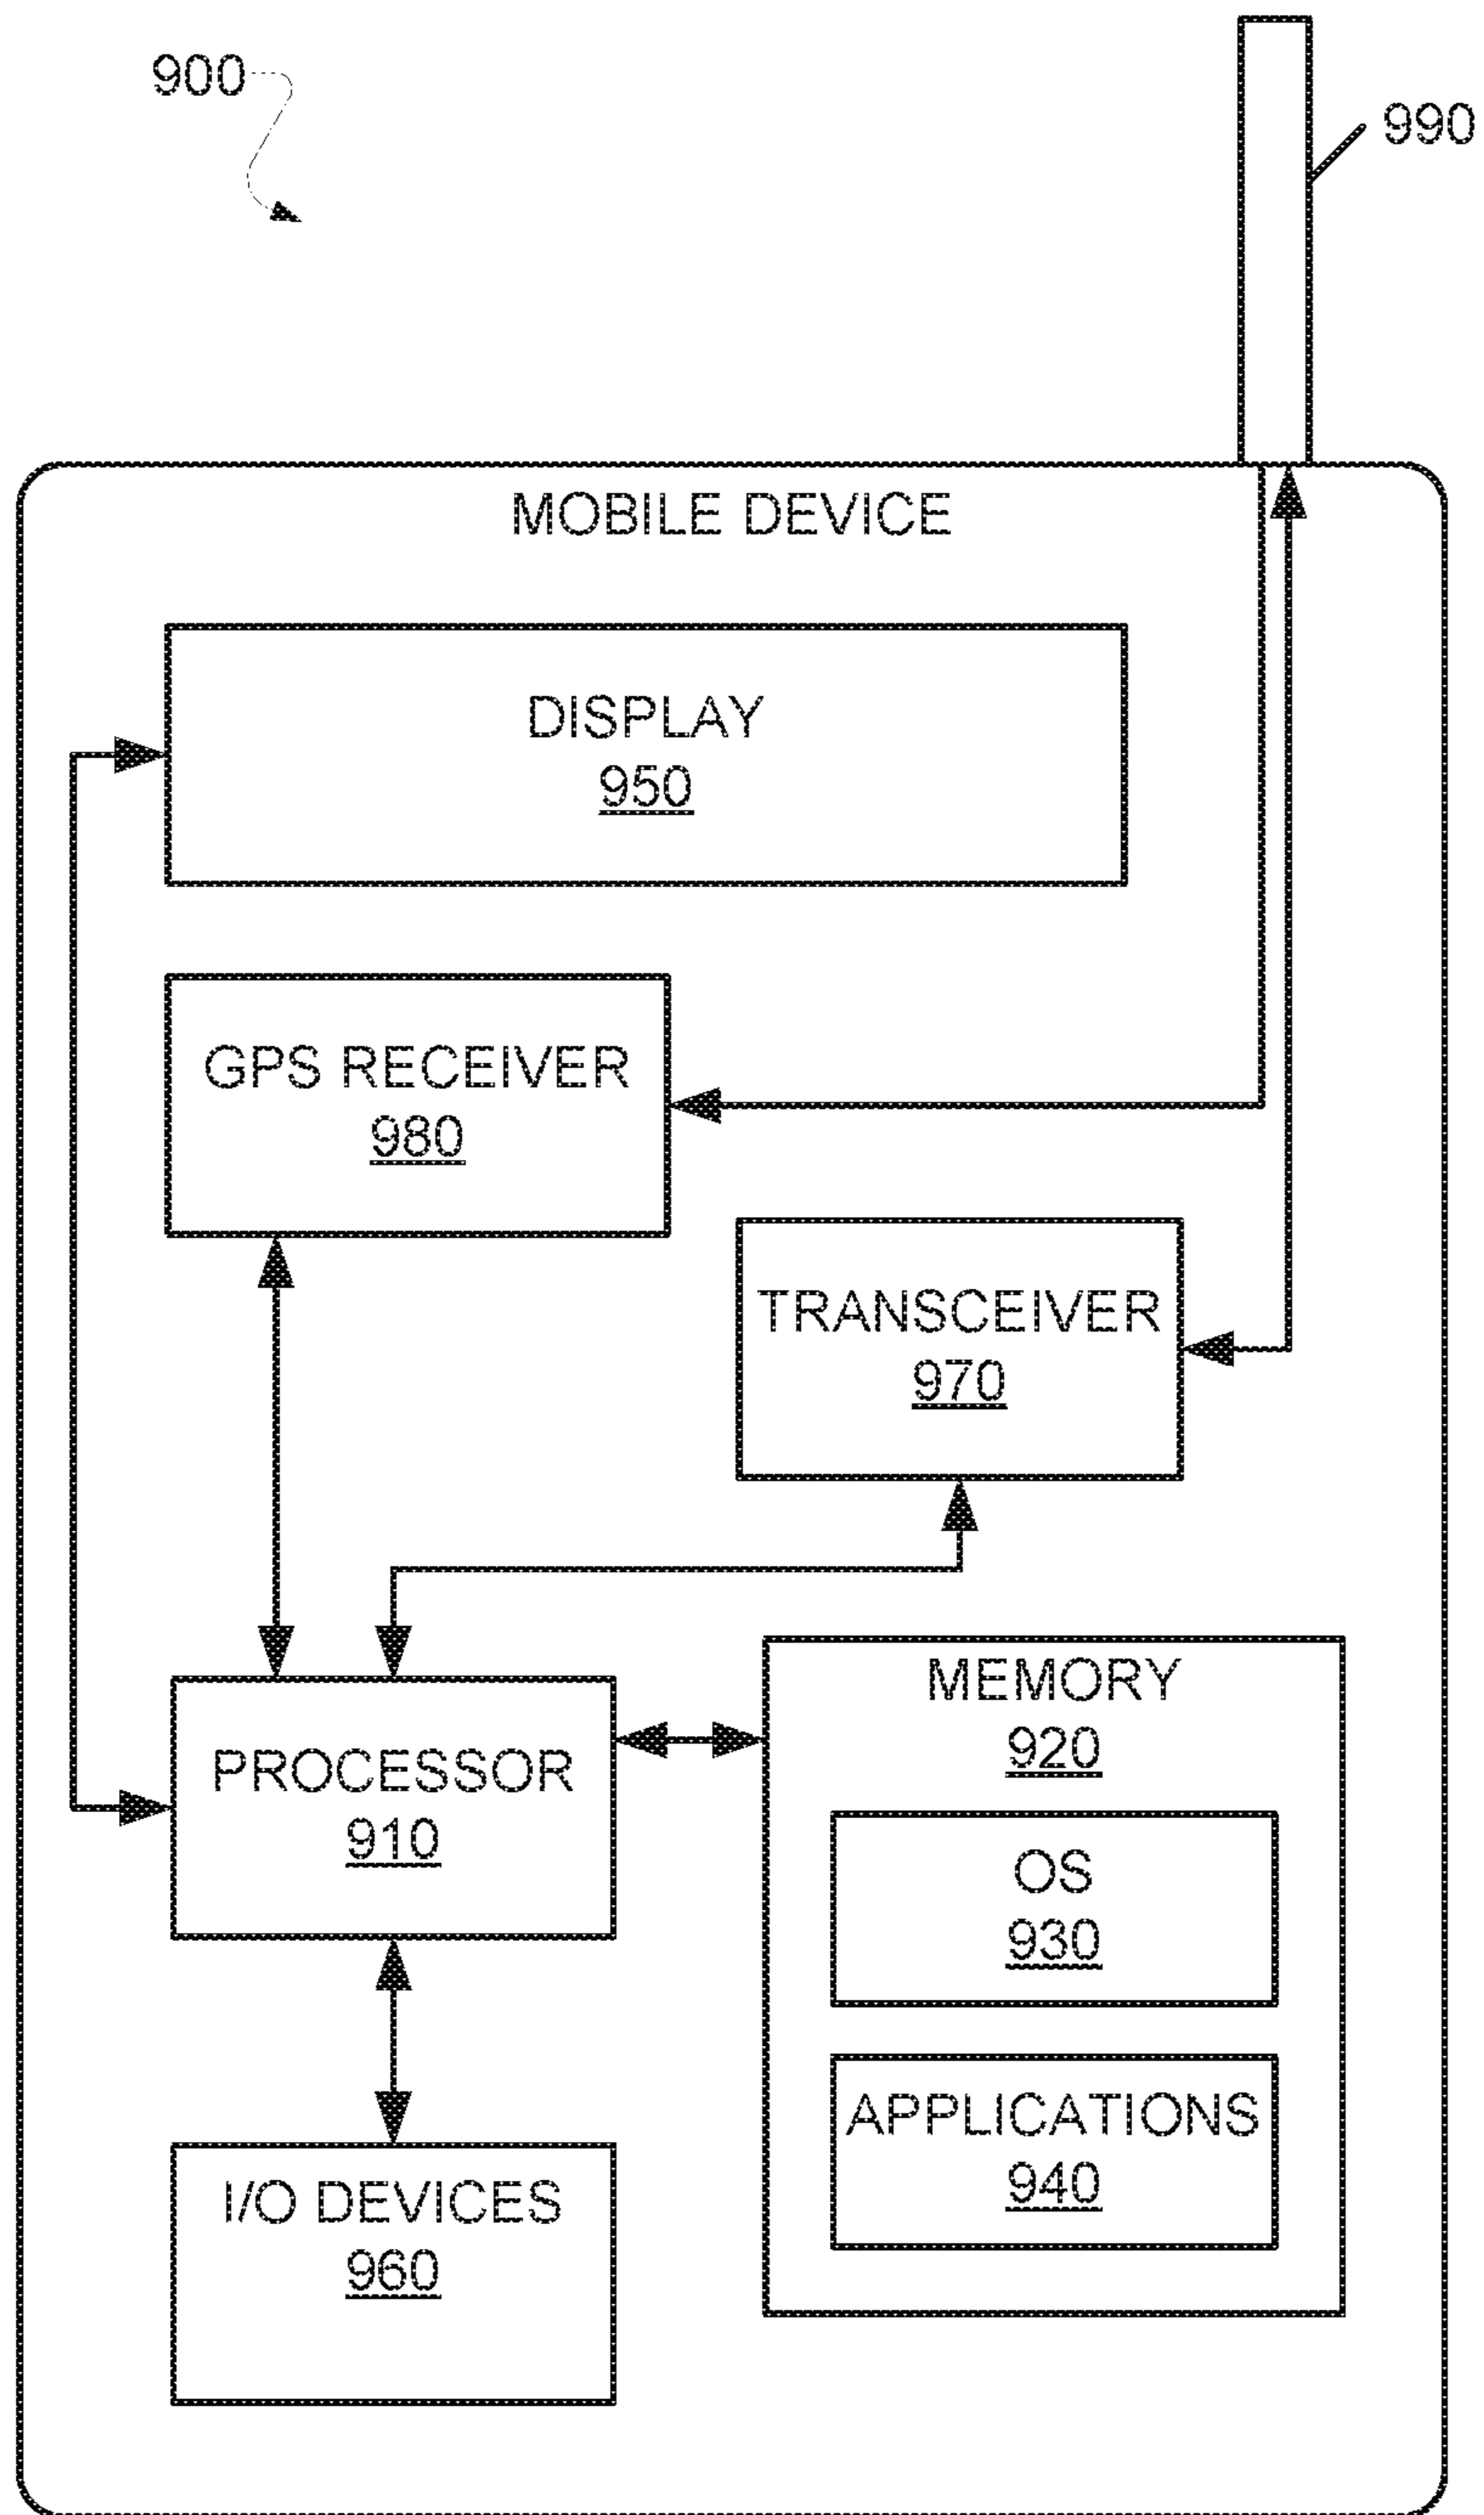 900
990
MOBILE DEVICE
DISPLAY
950
GPS RECEIVER
980
TRANSCEIVER
970
PROCESSOR
910
MEMORY
920
OS
930
APPLICATIONS
940
I/O DEVICES
960